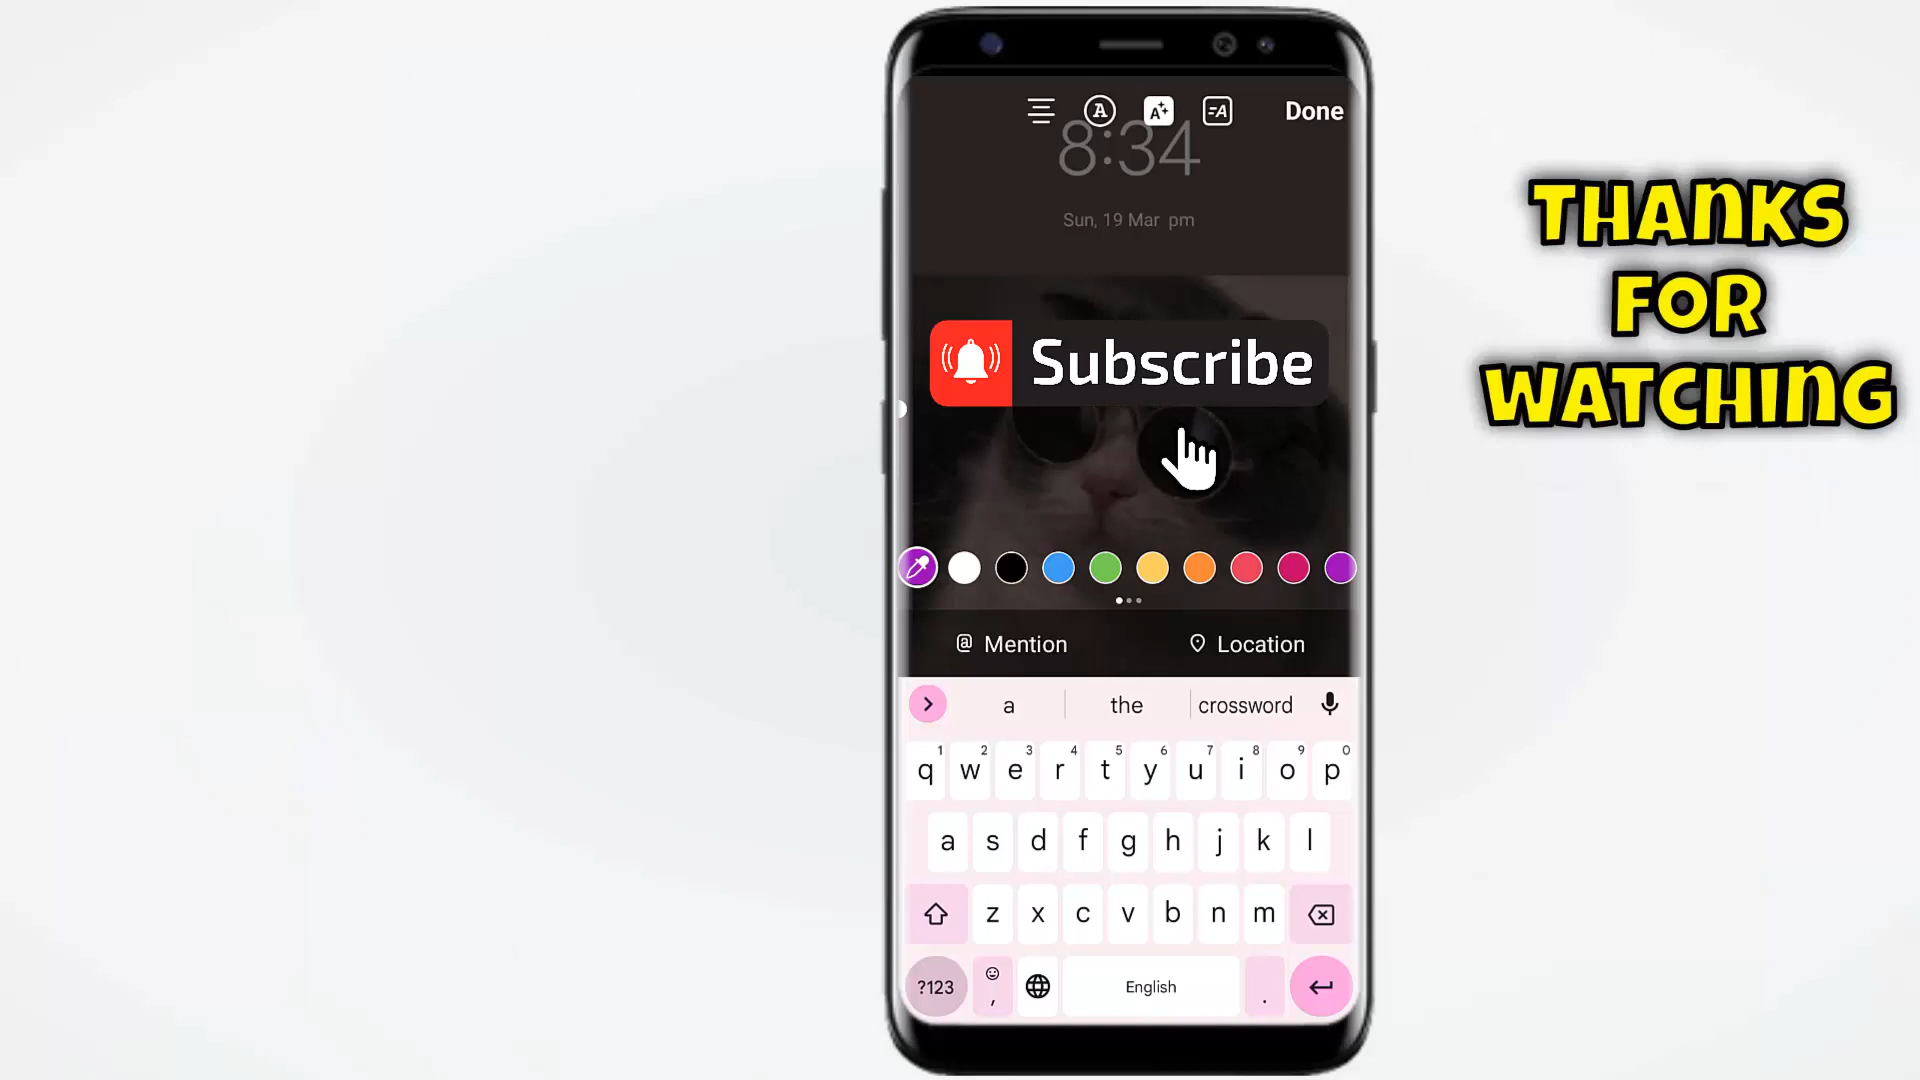 Done
8:34
Sun, 19 Mar pm
THANKS
FOR
WATCHING
Subscribe
@ Mention
Location
a the crossword
1 2 3 4 5 6 7 8 9 0
q w e r t y u i o p
a s d f g h j k l
z x c v b n m
?123 , English .